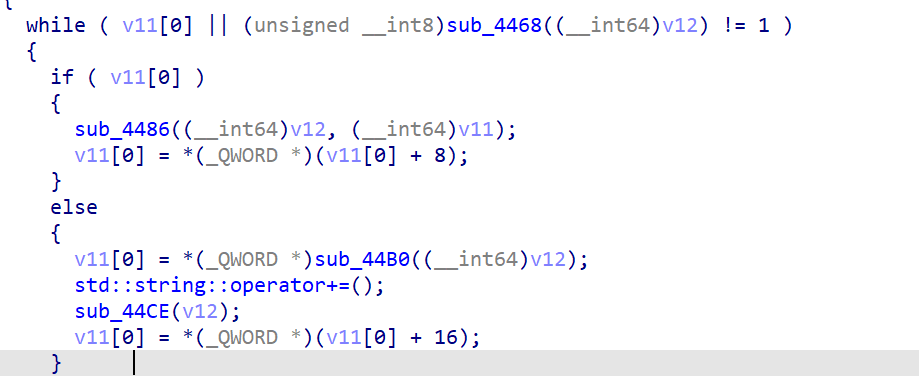 {
while ( v11[0] || (unsigned __int8)sub_4468((__int64)v12) != 1 )
{
if ( v11[0] )
{
sub_4486((__int64)v12, (__int64)v11);
v11[0] = *(_QWORD *)(v11[0] + 8);
}
else
{
v11[0] = *(_QWORD *)sub_44B0((__int64)v12);
std::string::operator+=();
sub_44CE(v12);
v11[0] = *(_QWORD *)(v11[0] + 16);
}